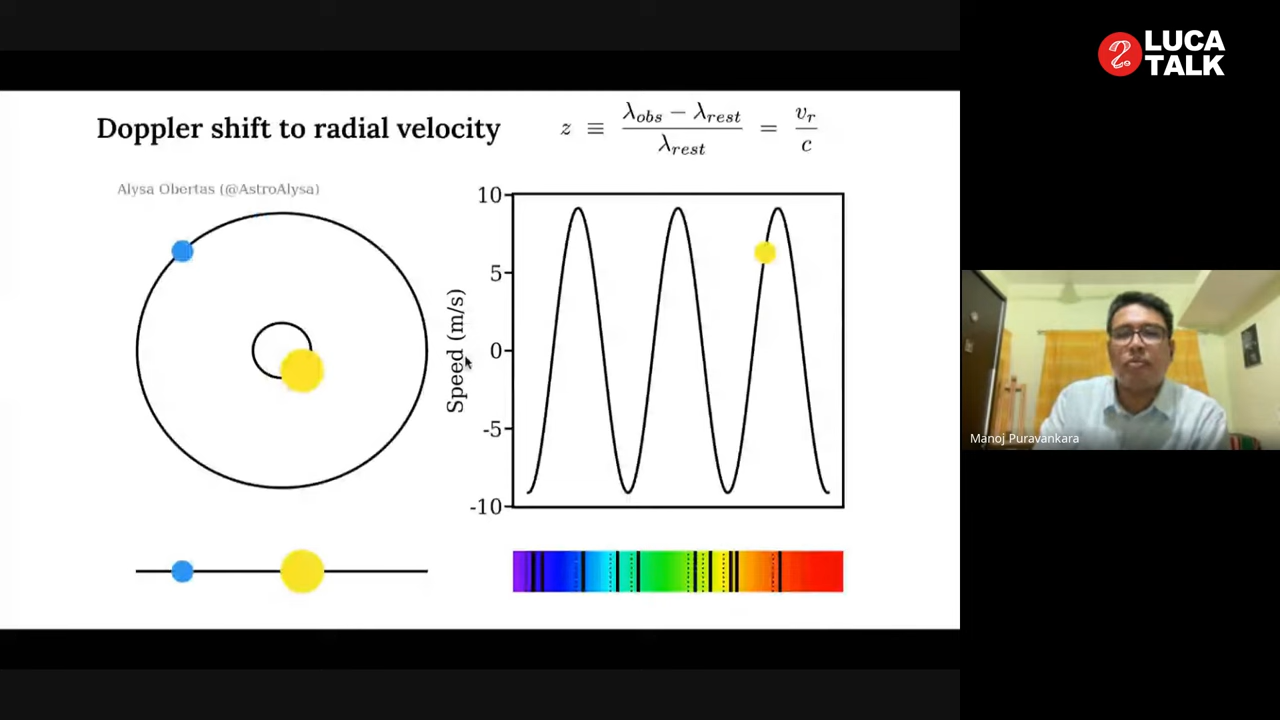 LUCA
TALK
Doppler shift to radial velocity
z ≡ λobs − λrest / λrest = vr / c
Alysa Obertas (@AstroAlysa)
10
5
0
-5
-10
Speed (m/s)
Manoj Puravankara